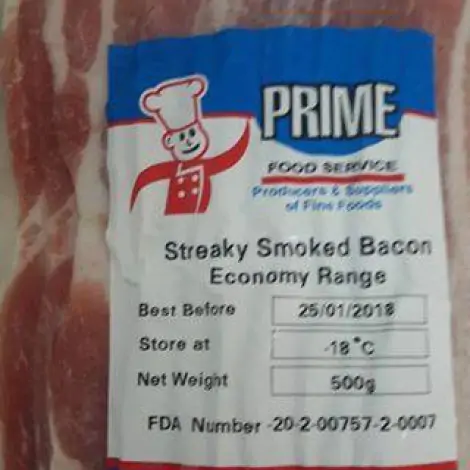 PRIME
FOOD SERVICE
Producers & Suppliers
of Fine Foods
Streaky Smoked Bacon
Economy Range
Best Before 25/01/2018
Store at -18°C
Net Weight 500g
FDA Number -20-2-00757-2-0007